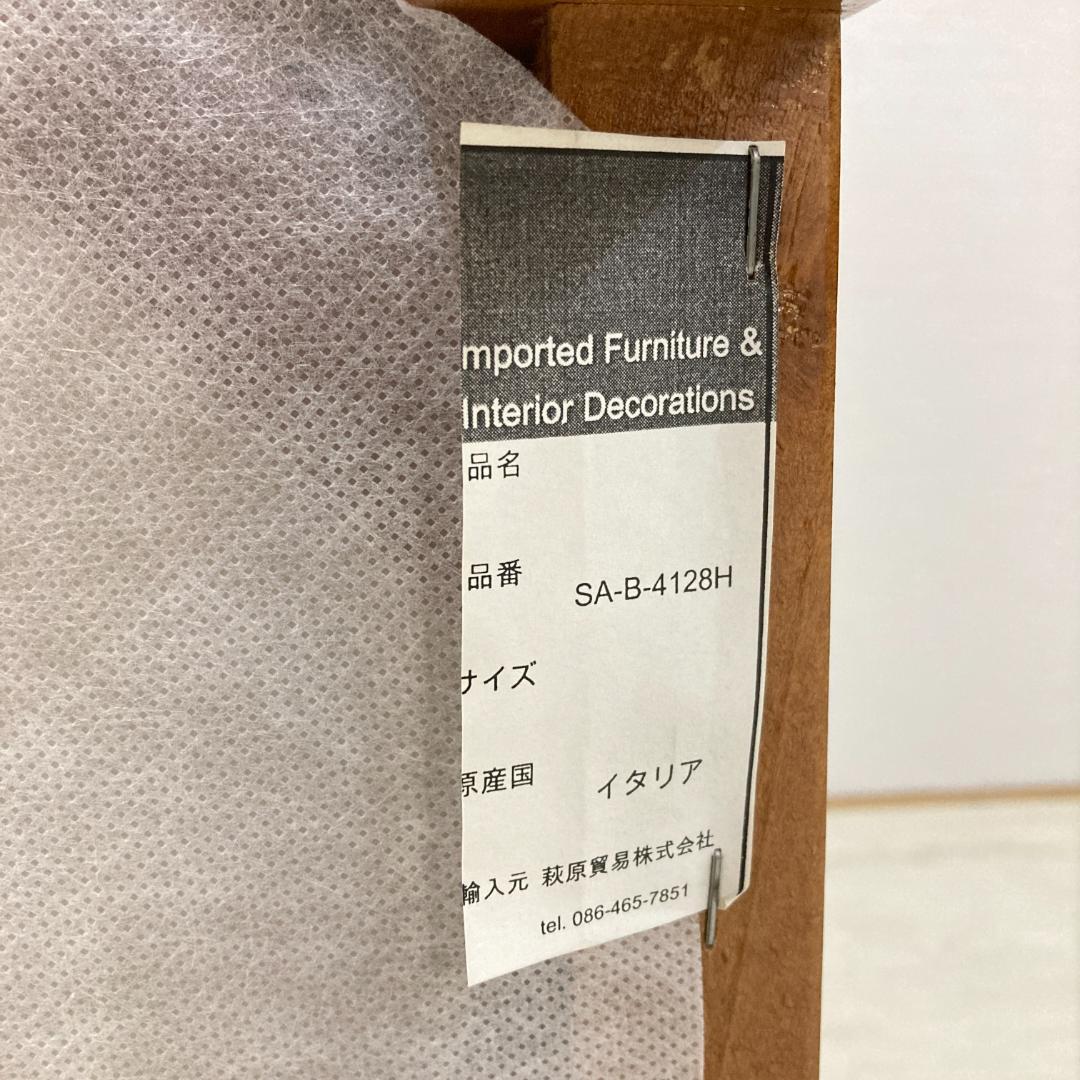 mported Furniture &
Interior Decorations
品名
品番 SA-B-4128H
サイズ
原産国 イタリア
輸入元 萩原貿易株式会社
tel. 086-465-7851